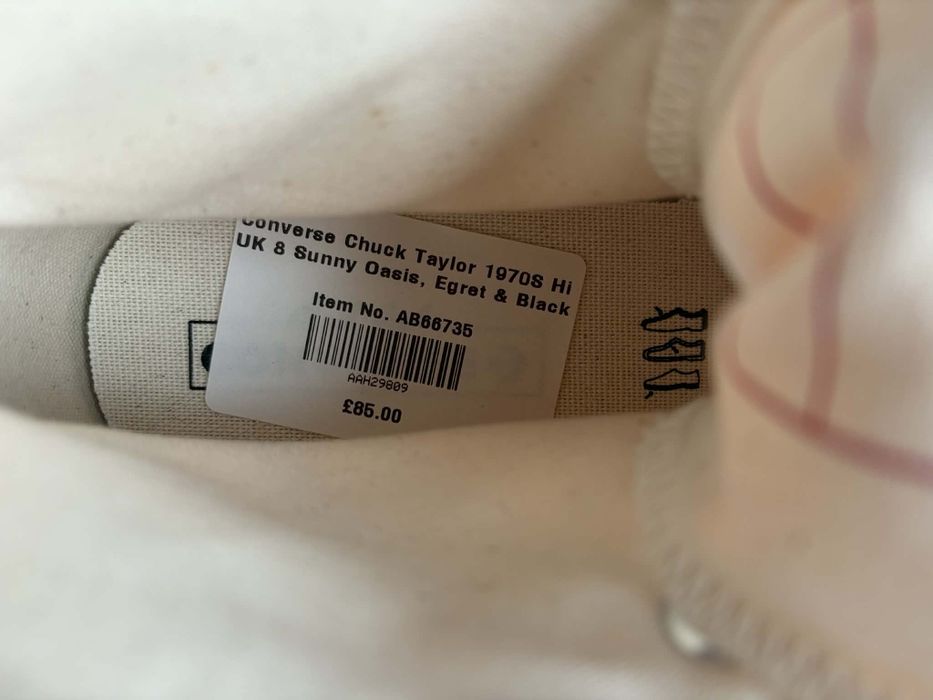 Converse Chuck Taylor 1970S Hi
UK 8 Sunny Oasis, Egret & Black
Item No. AB66735
AAH29809
£85.00